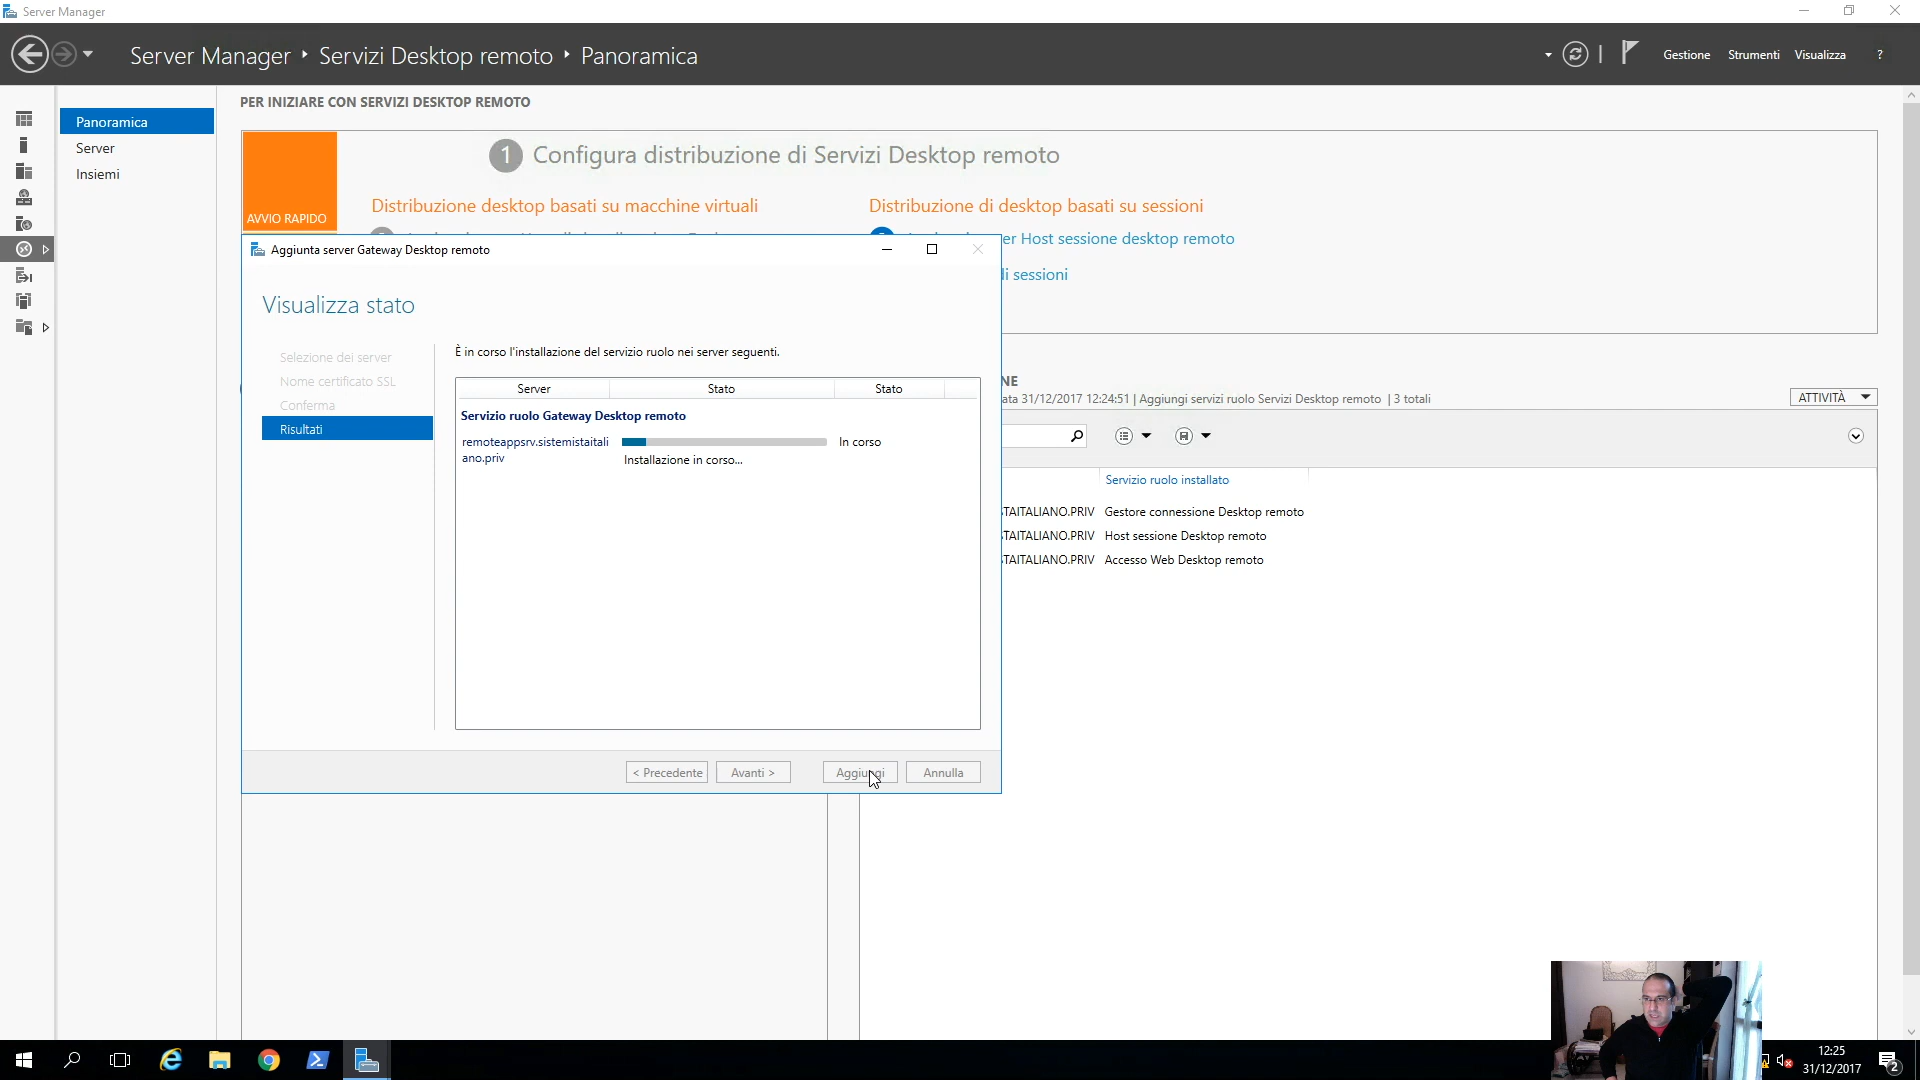 Server Manager
Server Manager
Servizi Desktop remoto
Panoramica
Gestione
Strumenti
Visualizza
?
Panoramica
Server
Insiemi
PER INIZIARE CON SERVIZI DESKTOP REMOTO
AVVIO RAPIDO
1
Configura distribuzione di Servizi Desktop remoto
Distribuzione desktop basati su macchine virtuali
Distribuzione di desktop basati su sessioni
er Host sessione desktop remoto
di sessioni
Aggiunta server Gateway Desktop remoto
Visualizza stato
Selezione dei server
Nome certificato SSL
Conferma
Risultati
È in corso l'installazione del servizio ruolo nei server seguenti.
Server Stato Stato
Servizio ruolo Gateway Desktop remoto
remoteappsrv.sistemistaitali
ano.priv
In corso
Installazione in corso...
< Precedente
Avanti >
Aggiungi
Annulla
NE
ata 31/12/2017 12:24:51 | Aggiungi servizi ruolo Servizi Desktop remoto | 3 totali
ATTIVITÀ
Servizio ruolo installato
TAITALIANO.PRIV Gestore connessione Desktop remoto
TAITALIANO.PRIV Host sessione Desktop remoto
TAITALIANO.PRIV Accesso Web Desktop remoto
12:25
31/12/2017
2